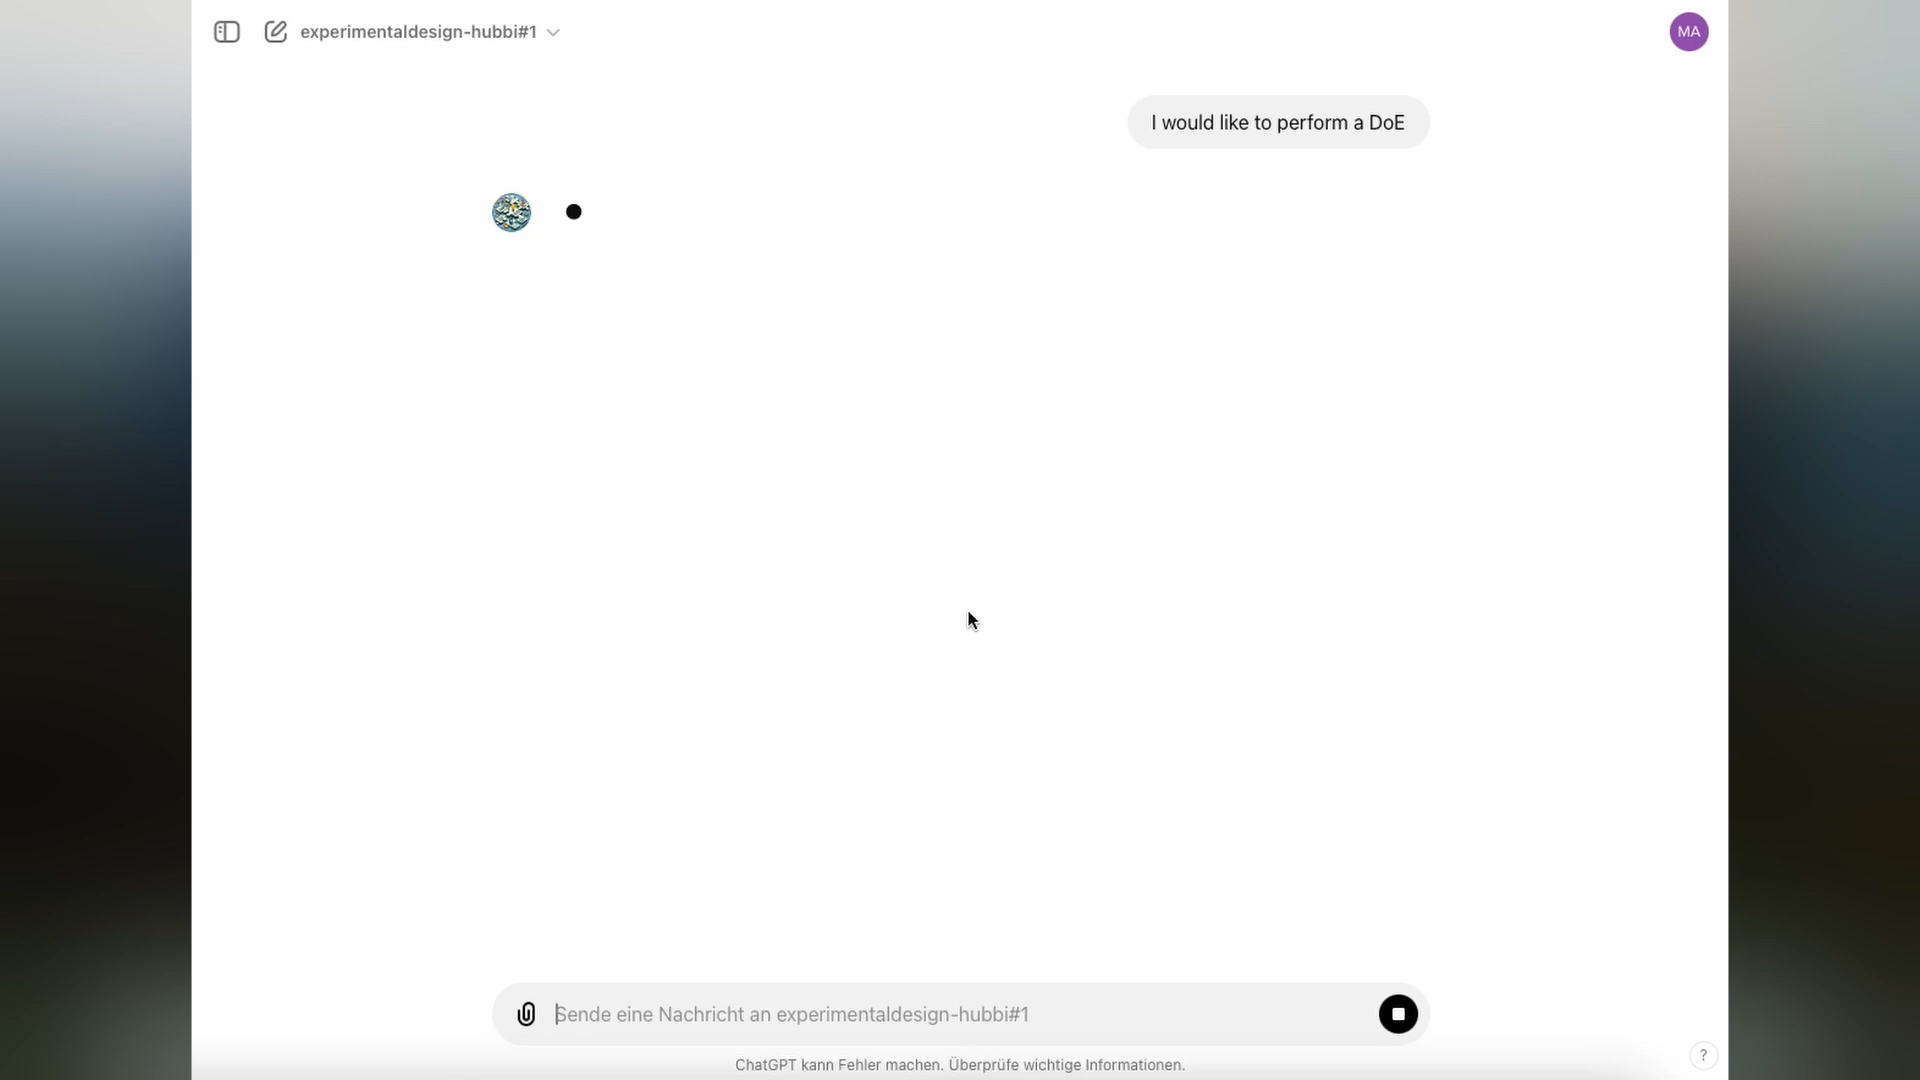 experimentaldesign-hubbi#1
MA
I would like to perform a DoE
Sende eine Nachricht an experimentaldesign-hubbi#1
ChatGPT kann Fehler machen. Überprüfe wichtige Informationen.
?